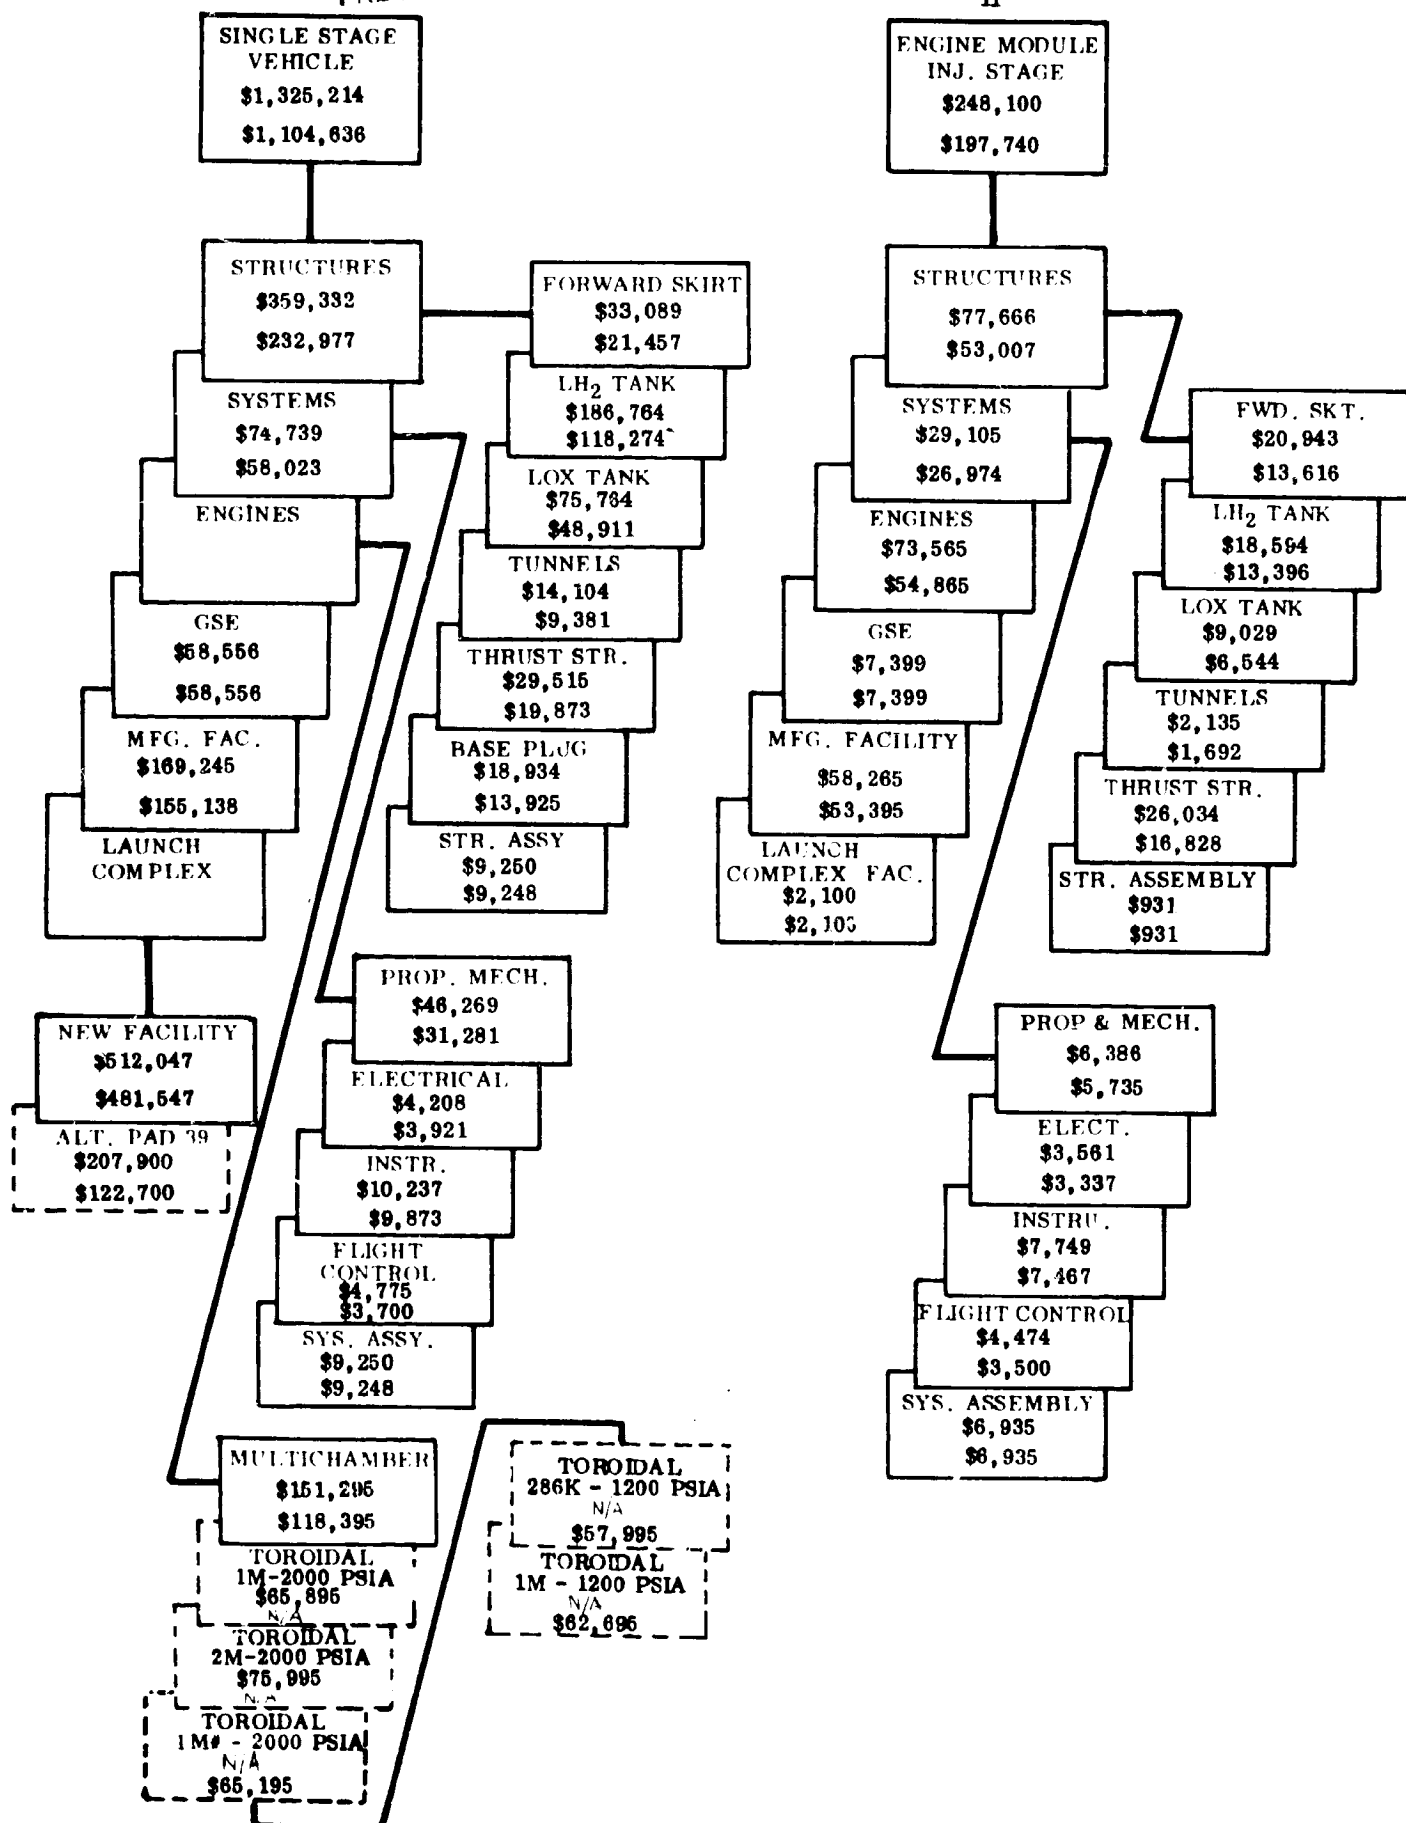 II
SINGLE STAGE
VEHICLE
$1,325,214
$1,104,636
STRUCTURES
$359,332
$232,977
SYSTEMS
$74,739
$58,023
ENGINES
GSE
$58,556
$58,556
MFG. FAC.
$169,245
$155,138
LAUNCH
COMPLEX
NEW FACILITY
$512,047
$481,547
ALT. PAD 39
$207,900
$122,700
FORWARD SKIRT
$33,089
$21,457
LH2 TANK
$186,764
$118,274
LOX TANK
$75,764
$48,911
TUNNELS
$14,104
$9,381
THRUST STR.
$29,515
$19,873
BASE PLUG
$18,934
$13,925
STR. ASSY
$9,250
$9,248
PROP. MECH.
$46,269
$31,281
ELECTRICAL
$4,208
$3,921
INSTR.
$10,237
$9,873
FLIGHT
CONTROL
$4,775
$3,700
SYS. ASSY.
$9,250
$9,248
MULTICHAMBER
$151,295
$118,395
TOROIDAL
1M-2000 PSIA
$65,895
N/A
TOROIDAL
2M-2000 PSIA
$75,995
N/A
TOROIDAL
1M# - 2000 PSIA
N/A
$65,195
TOROIDAL
286K - 1200 PSIA
N/A
$57,995
TOROIDAL
1M - 1200 PSIA
N/A
$62,695
ENGINE MODULE
INJ. STAGE
$248,100
$197,740
STRUCTURES
$77,666
$53,007
SYSTEMS
$29,105
$26,974
ENGINES
$73,565
$54,865
GSE
$7,399
$7,399
MFG. FACILITY
$58,265
$53,395
LAUNCH
COMPLEX FAC.
$2,100
FWD. SKT.
$20,943
$13,616
LH2 TANK
$18,594
$13,396
LOX TANK
$9,029
$6,544
TUNNELS
$2,135
$1,692
THRUST STR.
$26,034
$16,828
STR. ASSEMBLY
$931
$931
PROP & MECH.
$6,386
$5,735
ELECT.
$3,561
$3,337
INSTRU.
$7,749
$7,467
FLIGHT CONTROL
$4,474
$3,500
SYS. ASSEMBLY
$6,935
$6,935